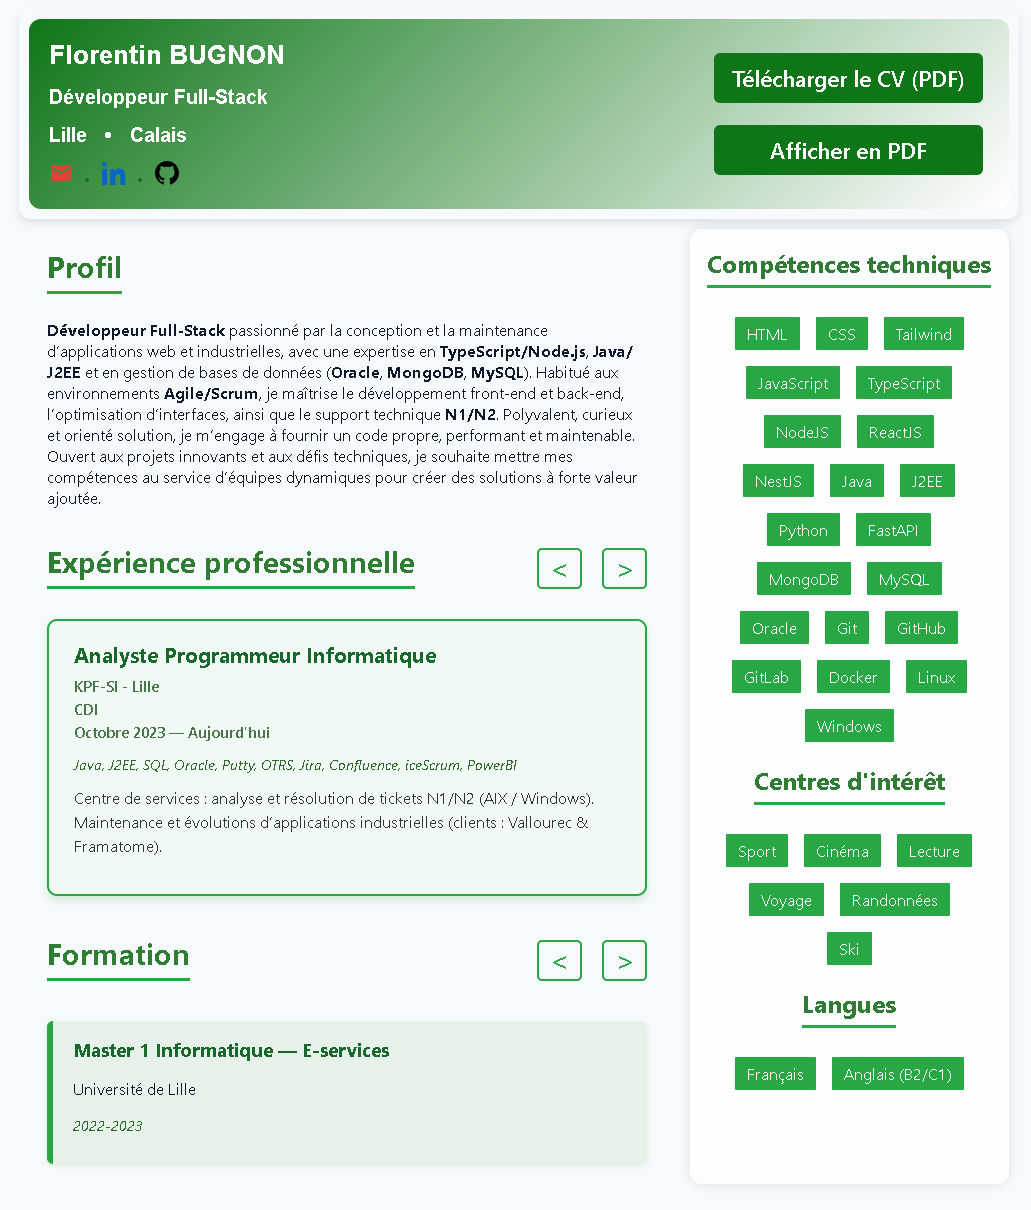 Florentin BUGNON
Développeur Full-Stack
Lille • Calais
Télécharger le CV (PDF)
Afficher en PDF
Profil
Développeur Full-Stack passionné par la conception et la maintenance
d’applications web et industrielles, avec une expertise en TypeScript/Node.js, Java/
J2EE et en gestion de bases de données (Oracle, MongoDB, MySQL). Habitué aux
environnements Agile/Scrum, je maîtrise le développement front-end et back-end,
l’optimisation d’interfaces, ainsi que le support technique N1/N2. Polyvalent, curieux
et orienté solution, je m’engage à fournir un code propre, performant et maintenable.
Ouvert aux projets innovants et aux défis techniques, je souhaite mettre mes
compétences au service d’équipes dynamiques pour créer des solutions à forte valeur
ajoutée.
Expérience professionnelle
< >
Analyste Programmeur Informatique
KPF-SI - Lille
CDI
Octobre 2023 — Aujourd'hui
Java, J2EE, SQL, Oracle, Putty, OTRS, Jira, Confluence, iceScrum, PowerBI
Centre de services : analyse et résolution de tickets N1/N2 (AIX / Windows).
Maintenance et évolutions d’applications industrielles (clients : Vallourec &
Framatome).
Formation
< >
Master 1 Informatique — E-services
Université de Lille
2022-2023
Compétences techniques
HTML CSS Tailwind
JavaScript TypeScript
NodeJS ReactJS
NestJS Java J2EE
Python FastAPI
MongoDB MySQL
Oracle Git GitHub
GitLab Docker Linux
Windows
Centres d'intérêt
Sport Cinéma Lecture
Voyage Randonnées
Ski
Langues
Français Anglais (B2/C1)